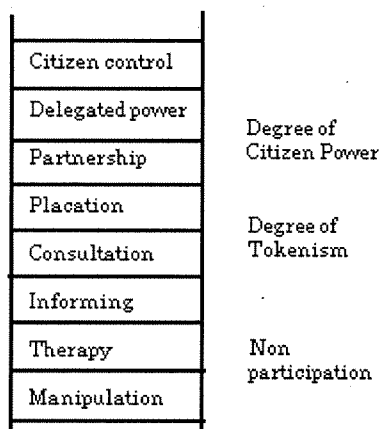 Citizen control
Delegated power
Partnership
Placation
Consultation
Informing
Therapy
Manipulation
Degree of
Citizen Power
Degree of
Tokenism
Non
participation